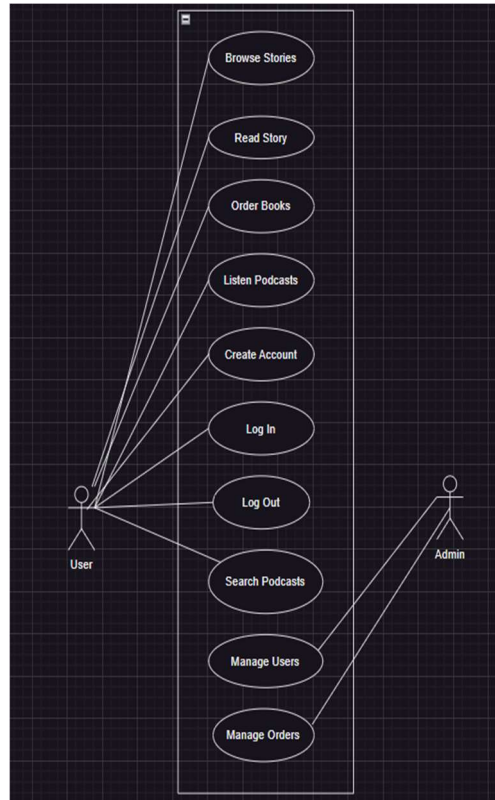 Browse Stories
Read Story
Order Books
Listen Podcasts
Create Account
Log In
Log Out
User
Admin
Search Podcasts
Manage Users
Manage Orders